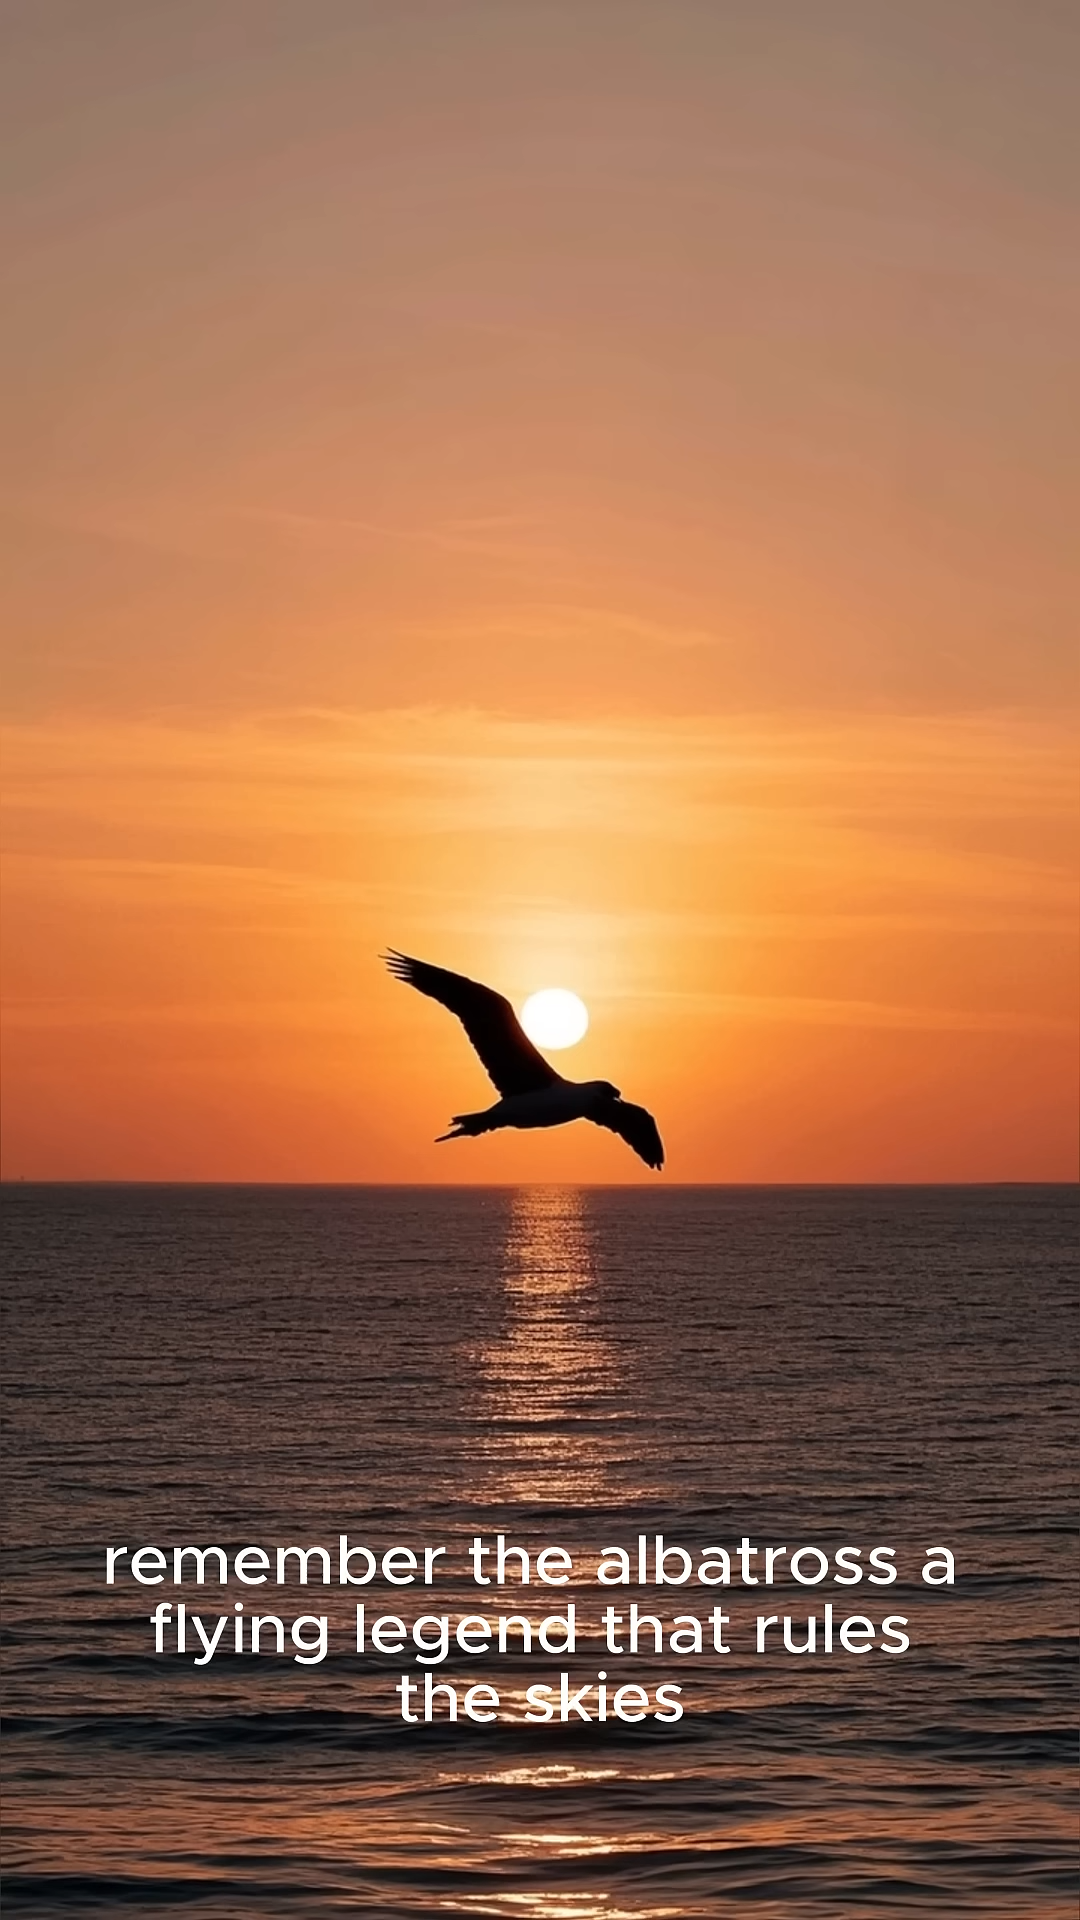 remember the albatross a
flying legend that rules
the skies